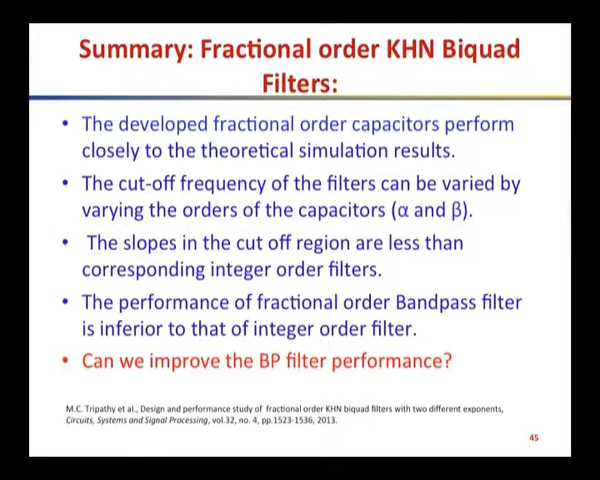 Summary: Fractional order KHN Biquad
Filters:
• The developed fractional order capacitors perform
closely to the theoretical simulation results.
• The cut-off frequency of the filters can be varied by
varying the orders of the capacitors (α and β).
• The slopes in the cut off region are less than
corresponding integer order filters.
• The performance of fractional order Bandpass filter
is inferior to that of integer order filter.
• Can we improve the BP filter performance?
M.C. Tripathy et al., Design and performance study of fractional order KHN biquad filters with two different exponents,
Circuits, Systems and Signal Processing, vol.32, no. 4, pp.1523-1536, 2013.
45